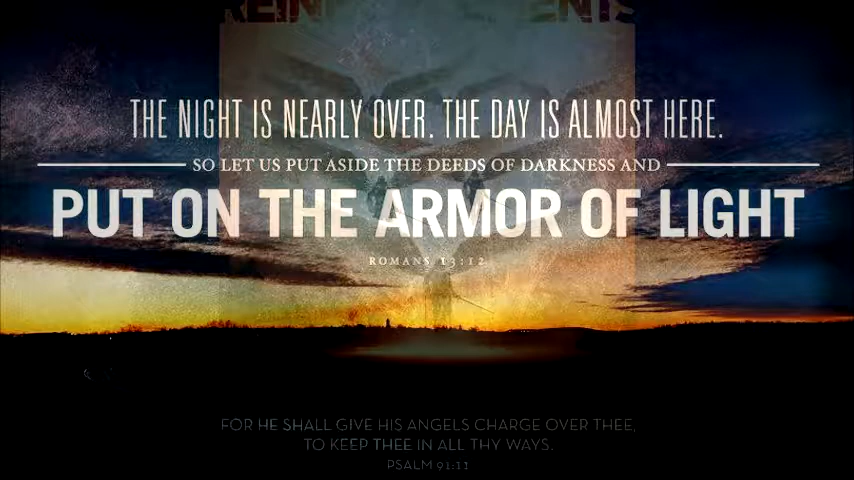 THE NIGHT IS NEARLY OVER. THE DAY IS ALMOST HERE.
SO LET US PUT ASIDE THE DEEDS OF DARKNESS AND
PUT ON THE ARMOR OF LIGHT
ROMANS 13:12
FOR HE SHALL GIVE HIS ANGELS CHARGE OVER THEE,
TO KEEP THEE IN ALL THY WAYS.
PSALM 91:11